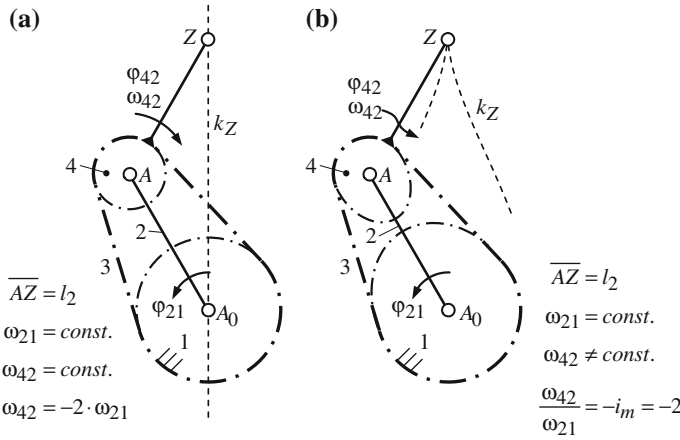 (a)
Z
φ42
ω42
kZ
4
A
2
3
φ21
A0
1
AZ = l2
ω21 = const.
ω42 = const.
ω42 = −2 · ω21
(b)
Z
φ42
ω42
kZ
4
A
2
3
φ21
A0
1
AZ = l2
ω21 = const.
ω42 ≠ const.
ω42/ω21 = −im = −2